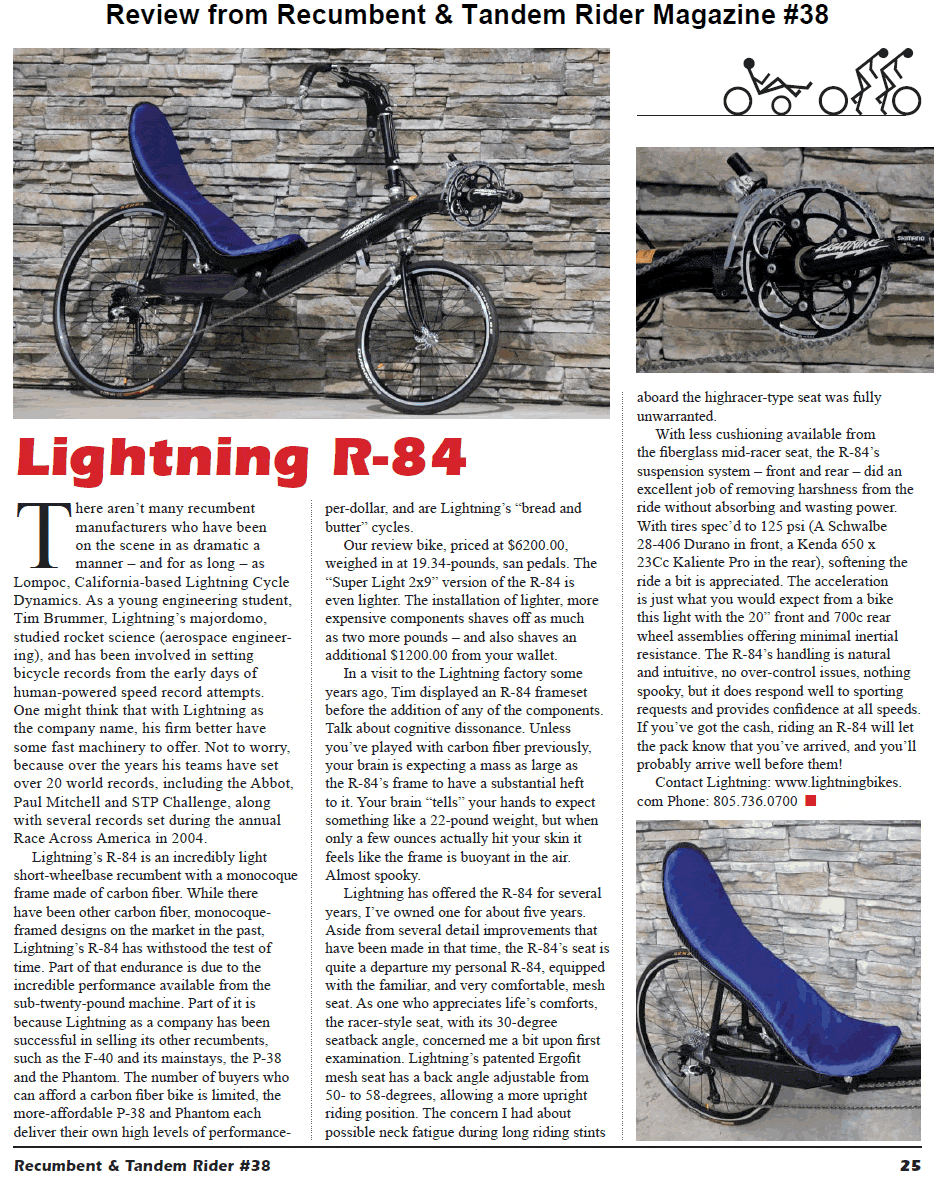 Review from Recumbent & Tandem Rider Magazine #38
LIGHTNING
LIGHTNING
SHIMANO
Lightning R-84
There aren’t many recumbent
manufacturers who have been
on the scene in as dramatic a
manner – and for as long – as
Lompoc, California-based Lightning Cycle
Dynamics. As a young engineering student,
Tim Brummer, Lightning’s majordomo,
studied rocket science (aerospace engineer-
ing), and has been involved in setting
bicycle records from the early days of
human-powered speed record attempts.
One might think that with Lightning as
the company name, his firm better have
some fast machinery to offer. Not to worry,
because over the years his teams have set
over 20 world records, including the Abbot,
Paul Mitchell and STP Challenge, along
with several records set during the annual
Race Across America in 2004.
Lightning’s R-84 is an incredibly light
short-wheelbase recumbent with a monocoque
frame made of carbon fiber. While there
have been other carbon fiber, monocoque-
framed designs on the market in the past,
Lightning’s R-84 has withstood the test of
time. Part of that endurance is due to the
incredible performance available from the
sub-twenty-pound machine. Part of it is
because Lightning as a company has been
successful in selling its other recumbents,
such as the F-40 and its mainstays, the P-38
and the Phantom. The number of buyers who
can afford a carbon fiber bike is limited, the
more-affordable P-38 and Phantom each
deliver their own high levels of performance-
per-dollar, and are Lightning’s “bread and
butter” cycles.
Our review bike, priced at $6200.00,
weighed in at 19.34-pounds, san pedals. The
“Super Light 2x9” version of the R-84 is
even lighter. The installation of lighter, more
expensive components shaves off as much
as two more pounds – and also shaves an
additional $1200.00 from your wallet.
In a visit to the Lightning factory some
years ago, Tim displayed an R-84 frameset
before the addition of any of the components.
Talk about cognitive dissonance. Unless
you’ve played with carbon fiber previously,
your brain is expecting a mass as large as
the R-84’s frame to have a substantial heft
to it. Your brain “tells” your hands to expect
something like a 22-pound weight, but when
only a few ounces actually hit your skin it
feels like the frame is buoyant in the air.
Almost spooky.
Lightning has offered the R-84 for several
years, I’ve owned one for about five years.
Aside from several detail improvements that
have been made in that time, the R-84’s seat is
quite a departure my personal R-84, equipped
with the familiar, and very comfortable, mesh
seat. As one who appreciates life’s comforts,
the racer-style seat, with its 30-degree
seatback angle, concerned me a bit upon first
examination. Lightning’s patented Ergofit
mesh seat has a back angle adjustable from
50- to 58-degrees, allowing a more upright
riding position. The concern I had about
possible neck fatigue during long riding stints
aboard the highracer-type seat was fully
unwarranted.
With less cushioning available from
the fiberglass mid-racer seat, the R-84’s
suspension system – front and rear – did an
excellent job of removing harshness from the
ride without absorbing and wasting power.
With tires spec’d to 125 psi (A Schwalbe
28-406 Durano in front, a Kenda 650 x
23Cc Kaliente Pro in the rear), softening the
ride a bit is appreciated. The acceleration
is just what you would expect from a bike
this light with the 20” front and 700c rear
wheel assemblies offering minimal inertial
resistance. The R-84’s handling is natural
and intuitive, no over-control issues, nothing
spooky, but it does respond well to sporting
requests and provides confidence at all speeds.
If you’ve got the cash, riding an R-84 will let
the pack know that you’ve arrived, and you’ll
probably arrive well before them!
Contact Lightning: www.lightningbikes.
com Phone: 805.736.0700
Recumbent & Tandem Rider #38
25